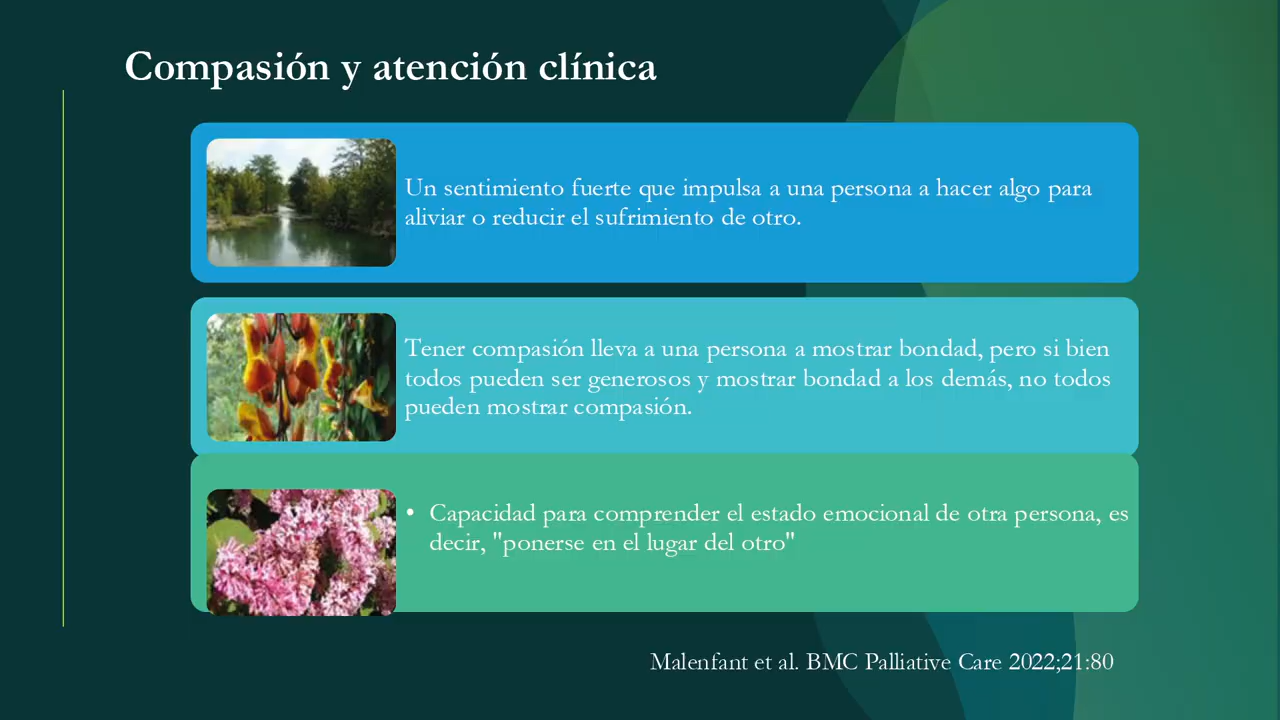 Compasión y atención clínica
Un sentimiento fuerte que impulsa a una persona a hacer algo para
aliviar o reducir el sufrimiento de otro.
Tener compasión lleva a una persona a mostrar bondad, pero si bien
todos pueden ser generosos y mostrar bondad a los demás, no todos
pueden mostrar compasión.
• Capacidad para comprender el estado emocional de otra persona, es
decir, "ponerse en el lugar del otro"
Malenfant et al. BMC Palliative Care 2022;21:80